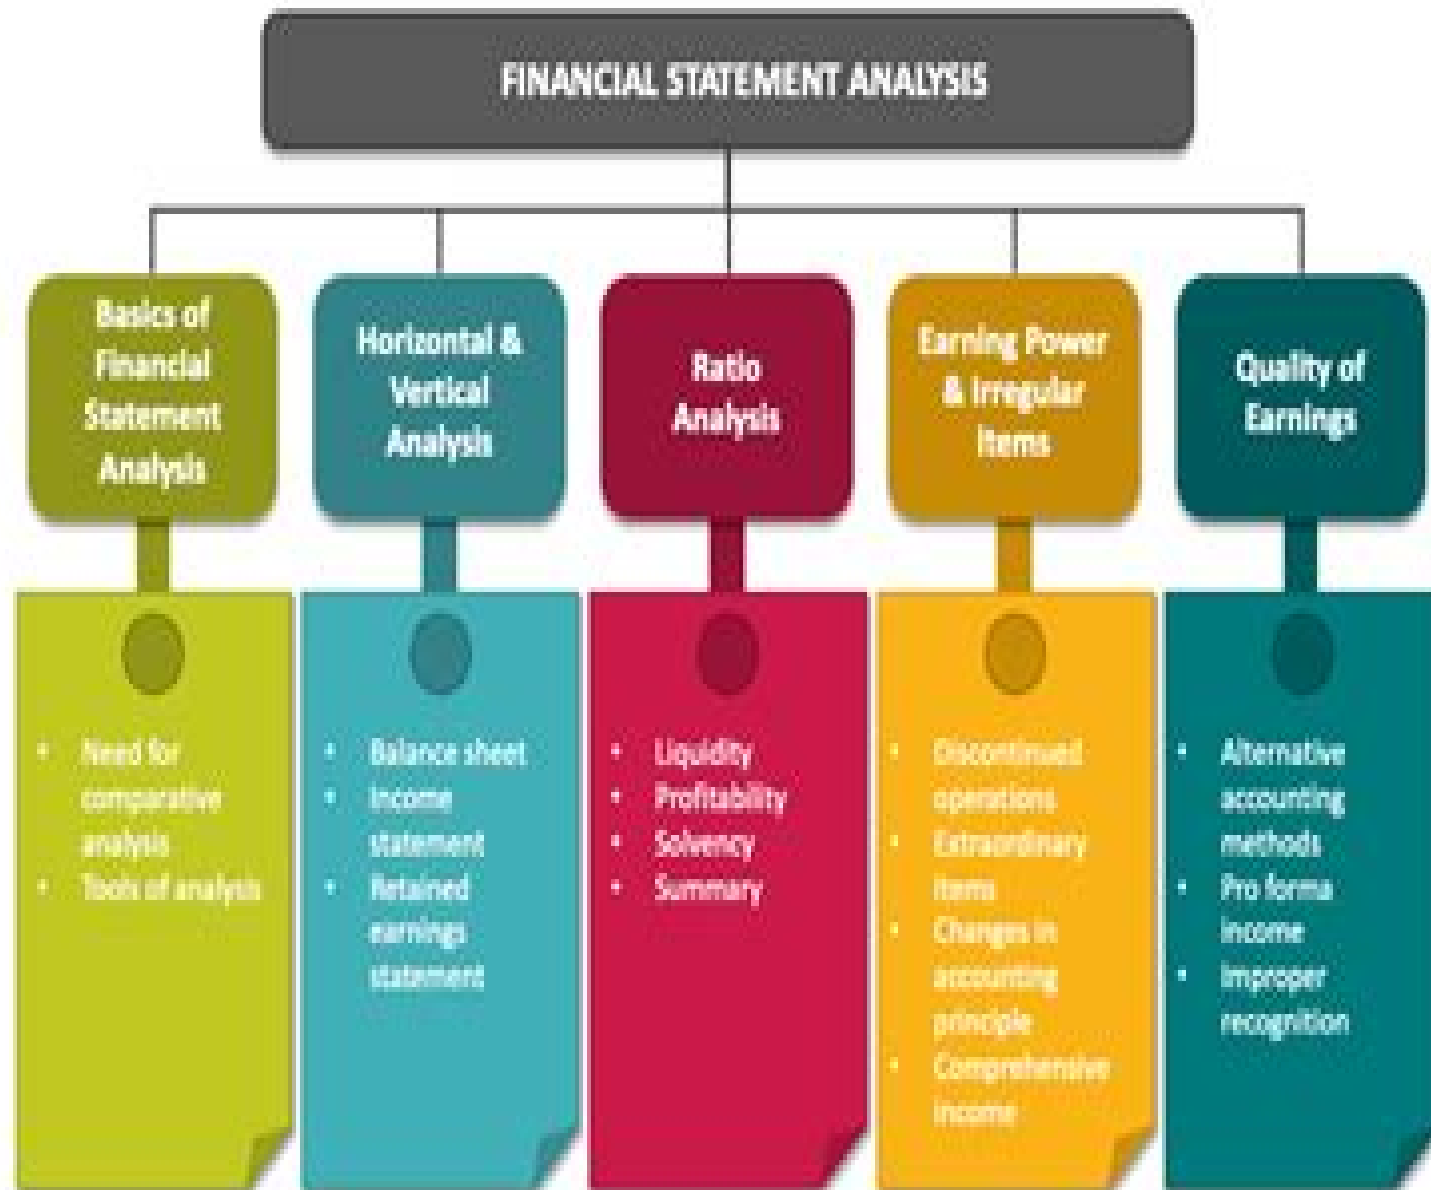 FINANCIAL STATEMENT ANALYSIS
Basics of
Financial
Statement
Analysis
Horizontal &
Vertical
Analysis
Ratio
Analysis
Earning Power
& Irregular
Items
Quality of
Earnings
• Need for
comparative
analysis
• Tools of analysis
• Balance sheet
• Income
statement
• Retained
earnings
statement
• Liquidity
• Profitability
• Solvency
• Summary
• Discontinued
operations
• Extraordinary
items
• Changes in
accounting
principle
• Comprehensive
income
• Alternative
accounting
methods
• Pro forma
income
• Improper
recognition